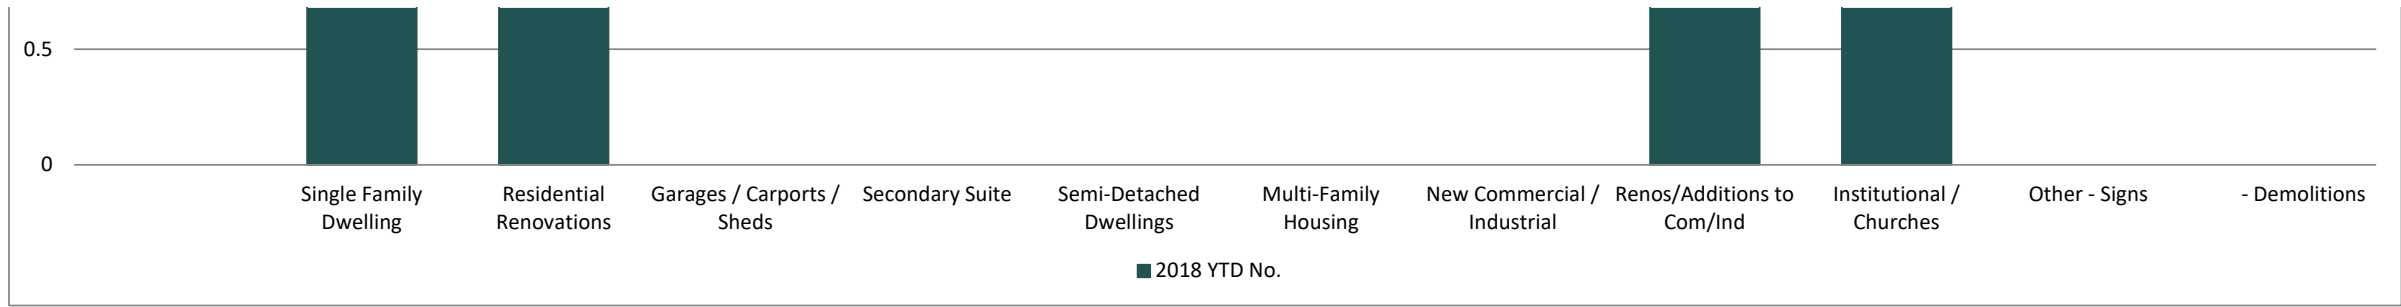 0.5
0
Single Family Dwelling
Residential Renovations
Garages / Carports / Sheds
Secondary Suite
Semi-Detached Dwellings
Multi-Family Housing
New Commercial / Industrial
Renos/Additions to Com/Ind
Institutional / Churches
Other - Signs
- Demolitions
2018 YTD No.